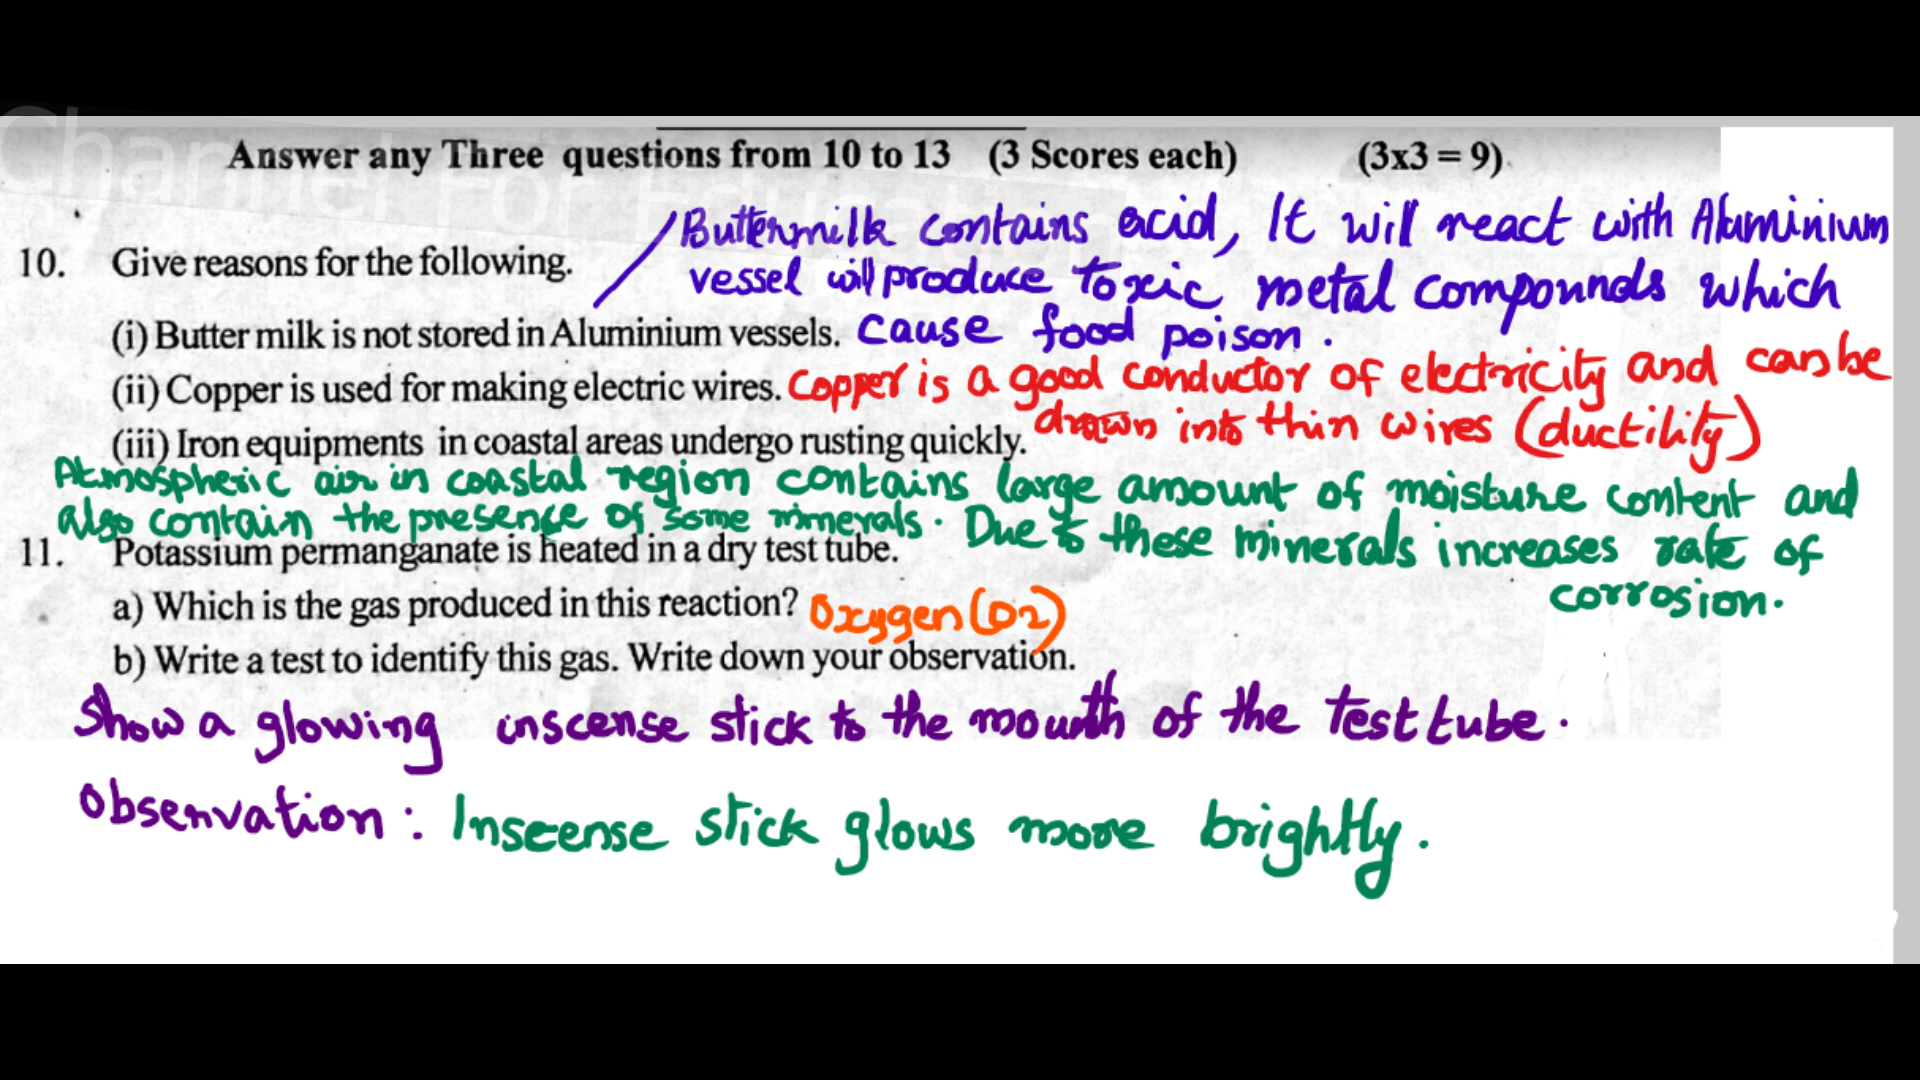 Channel For Education
Answer any Three questions from 10 to 13 (3 Scores each) (3x3 = 9)
Buttermilk contains acid, It will react with Aluminium
10. Give reasons for the following.
vessel will produce toxic metal compounds which
(i) Butter milk is not stored in Aluminium vessels. cause food poison.
(ii) Copper is used for making electric wires. Copper is a good conductor of electricity and can be
drawn into thin wires (ductility)
(iii) Iron equipments in coastal areas undergo rusting quickly.
Atmospheric air in coastal region contains large amount of moisture content and
also contain the presence of some minerals. Due to these minerals increases rate of
corrosion.
11. Potassium permanganate is heated in a dry test tube.
a) Which is the gas produced in this reaction? Oxygen (O2)
b) Write a test to identify this gas. Write down your observation.
Show a glowing inscense stick to the mouth of the test tube.
Observation: Inscense stick glows more brightly.